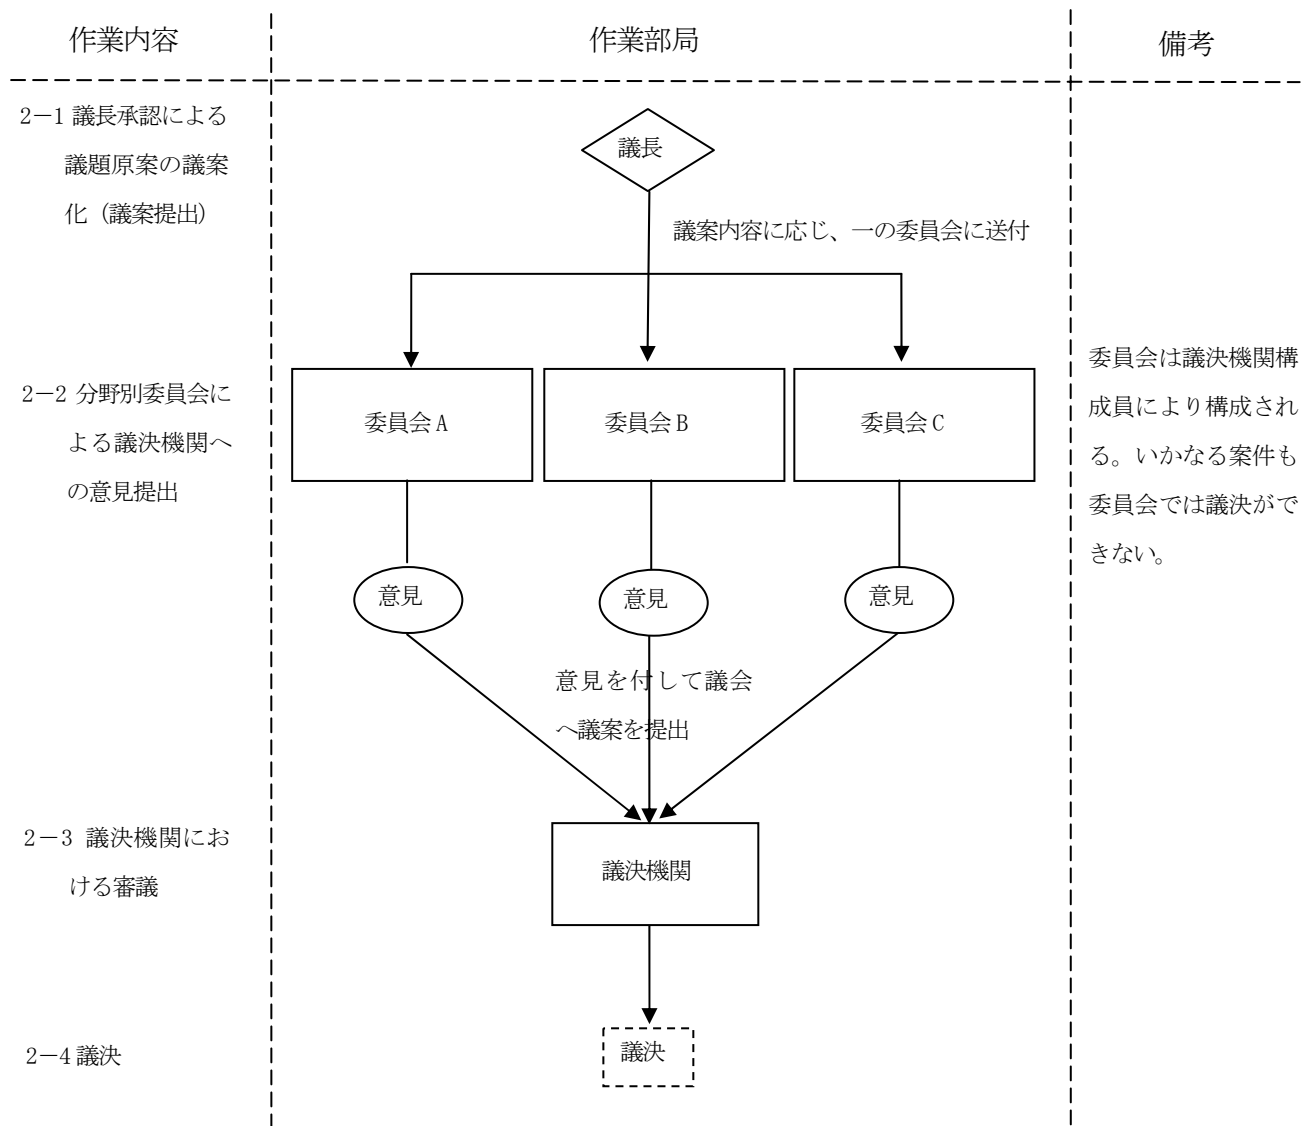 作業内容
作業部局
備考
2－1 議長承認による
議題原案の議案
化（議案提出）
議長
議案内容に応じ、一の委員会に送付
2－2 分野別委員会に
よる議決機関へ
の意見提出
委員会 A
委員会 B
委員会 C
委員会は議決機関構
成員により構成され
る。いかなる案件も
委員会では議決がで
きない。
意見
意見
意見
意見を付して議会
へ議案を提出
2－3 議決機関にお
ける審議
議決機関
2－4 議決
議決